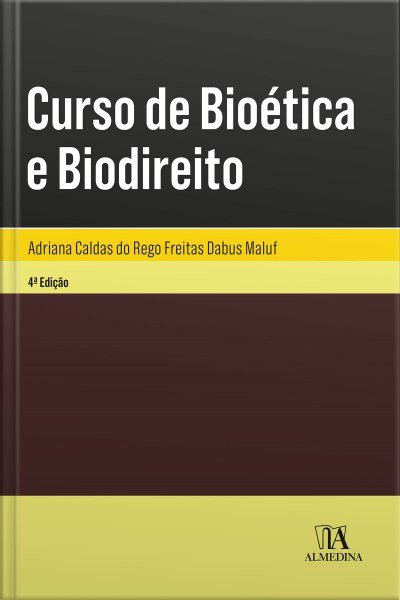 Curso de Bioética
e Biodireito
Adriana Caldas do Rego Freitas Dabus Maluf
4ª Edição
ALMEDINA